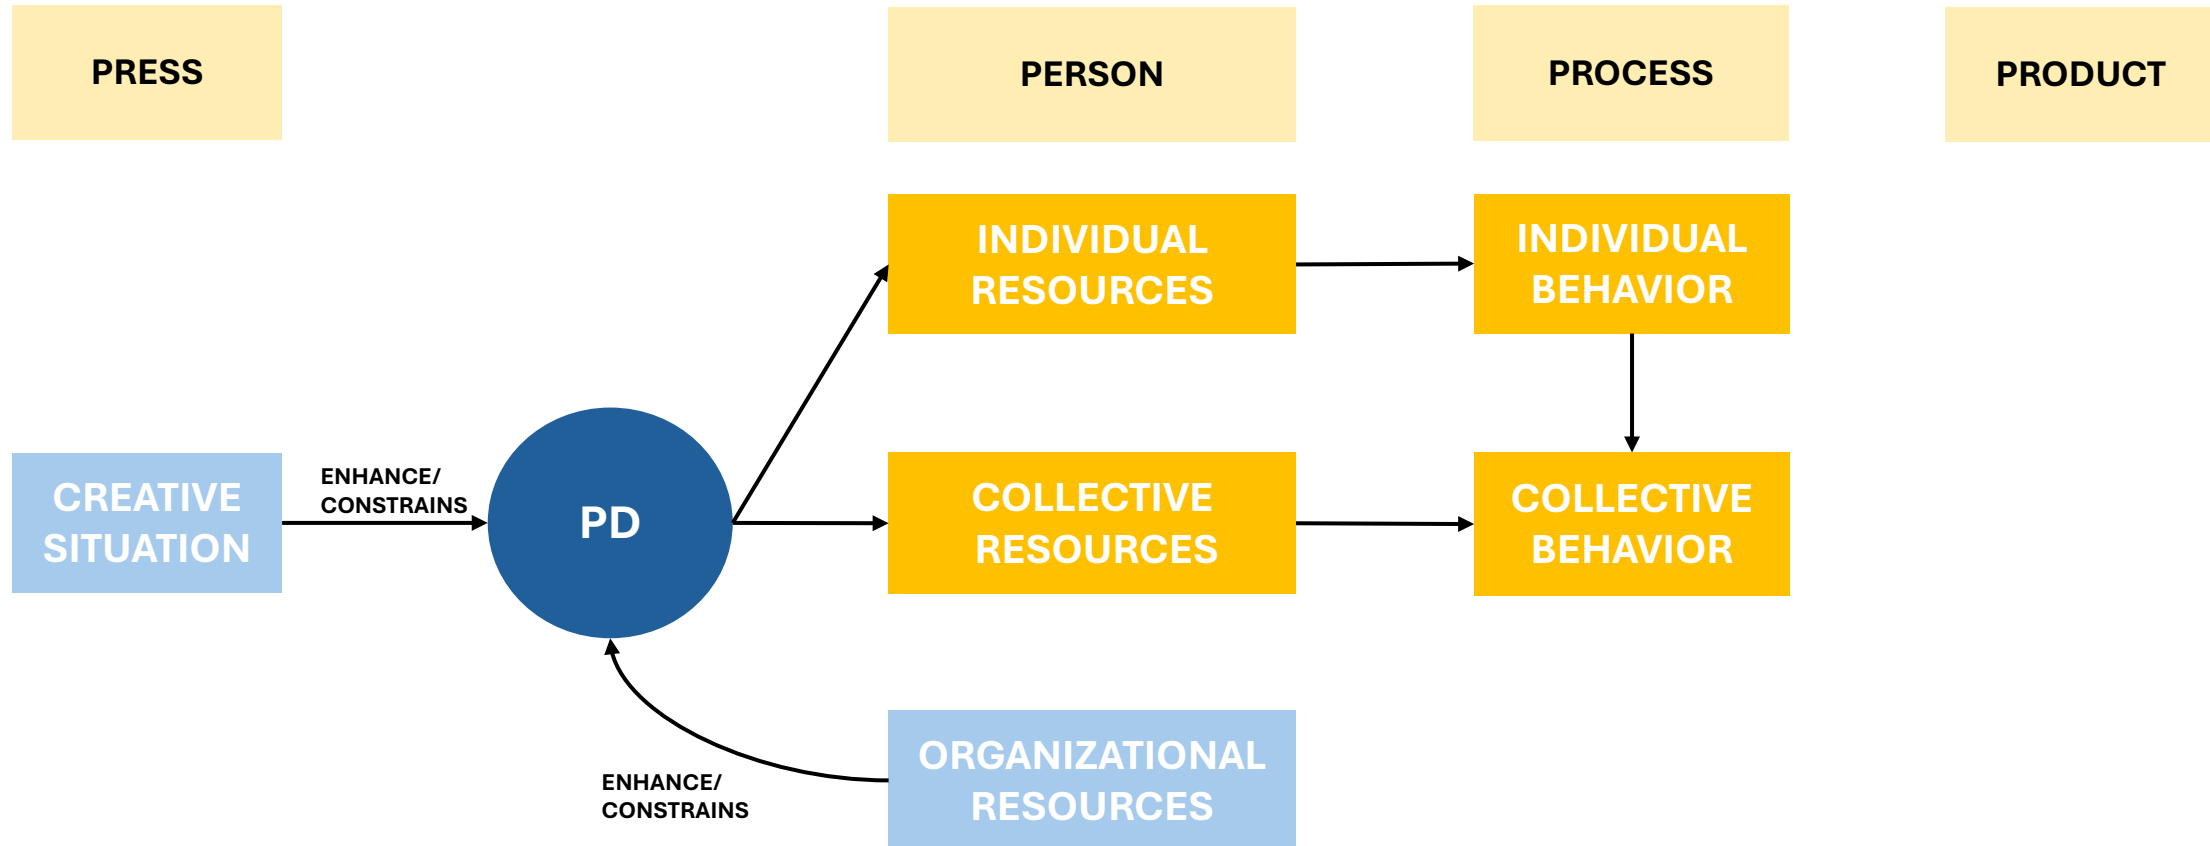 PRESS
PERSON
PROCESS
PRODUCT
INDIVIDUAL
RESOURCES
INDIVIDUAL
BEHAVIOR
CREATIVE
SITUATION
ENHANCE/
CONSTRAINS
PD
COLLECTIVE
RESOURCES
COLLECTIVE
BEHAVIOR
ENHANCE/
CONSTRAINS
ORGANIZATIONAL
RESOURCES